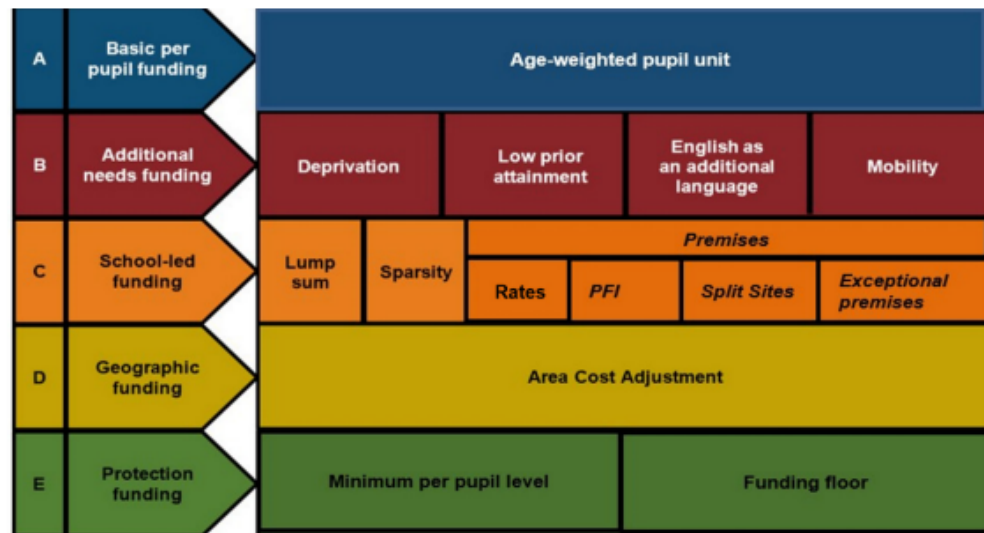 A
Basic per
pupil funding
Age-weighted pupil unit
B
Additional
needs funding
Deprivation
Low prior
attainment
English as
an additional
language
Mobility
C
School-led
funding
Lump
sum
Sparsity
Premises
Rates
PFI
Split Sites
Exceptional
premises
D
Geographic
funding
Area Cost Adjustment
E
Protection
funding
Minimum per pupil level
Funding floor